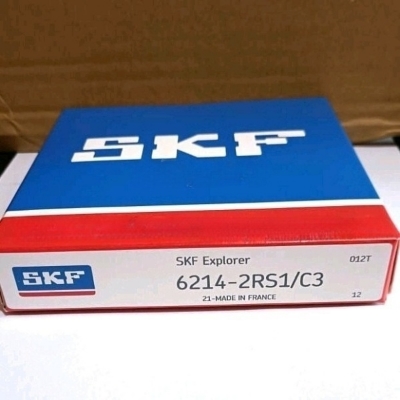 SKF
SKF
SKF Explorer
012T
6214-2RS1/C3
21-MADE IN FRANCE
12